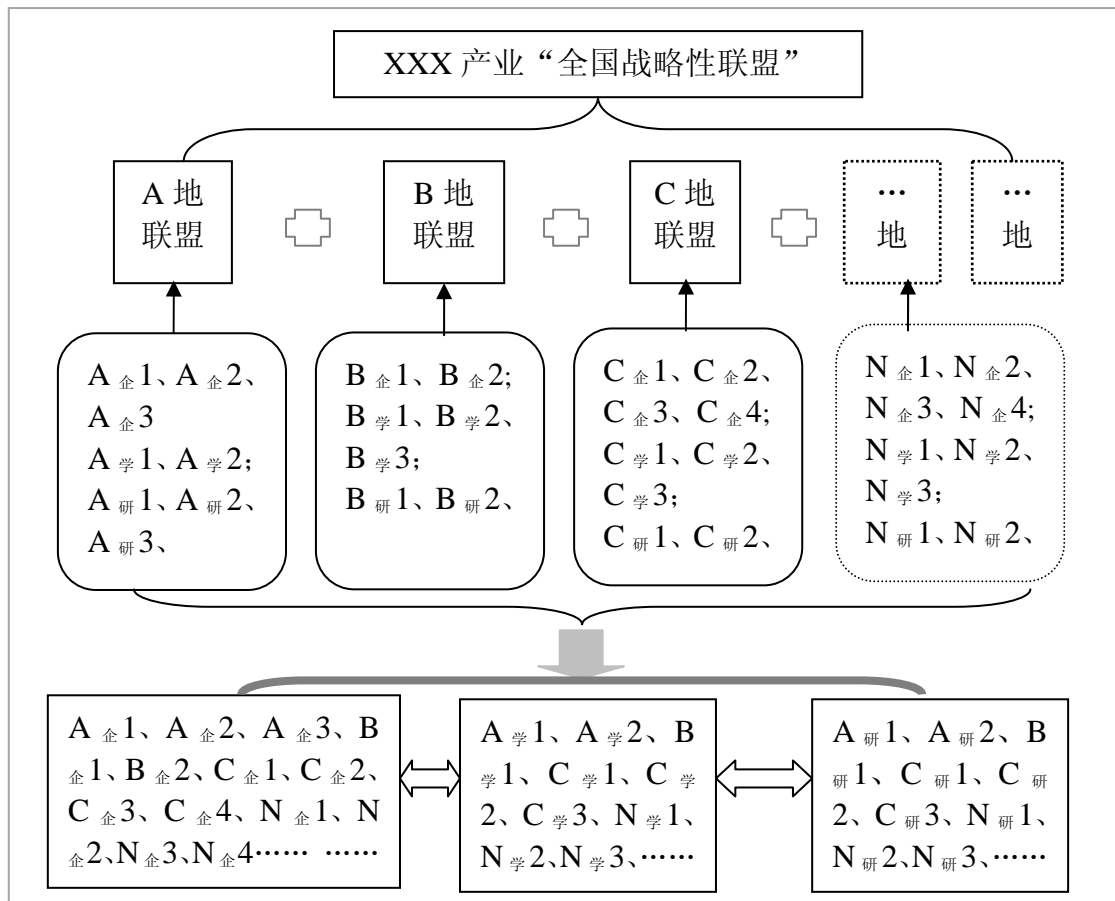 XXX 产业“全国战略性联盟”
A 地
联盟
B 地
联盟
C 地
联盟
…
地
…
地
A 企1、A 企2、
A 企3
A 学1、A 学2;
A 研1、A 研2、
A 研3、
B 企1、B 企2;
B 学1、B 学2、
B 学3;
B 研1、B 研2、
C 企1、C 企2、
C 企3、C 企4;
C 学1、C 学2、
C 学3;
C 研1、C 研2、
N 企1、N 企2、
N 企3、N 企4;
N 学1、N 学2、
N 学3;
N 研1、N 研2、
A 企1、A 企2、A 企3、B
企1、B 企2、C 企1、C 企2、
C 企3、C 企4、N 企1、N
企2、N 企3、N 企4…… ……
A 学1、A 学2、B
学1、C 学1、C 学
2、C 学3、N 学1、
N 学2、N 学3、……
A 研1、A 研2、B
研1、C 研1、C 研
2、C 研3、N 研1、
N 研2、N 研3、……